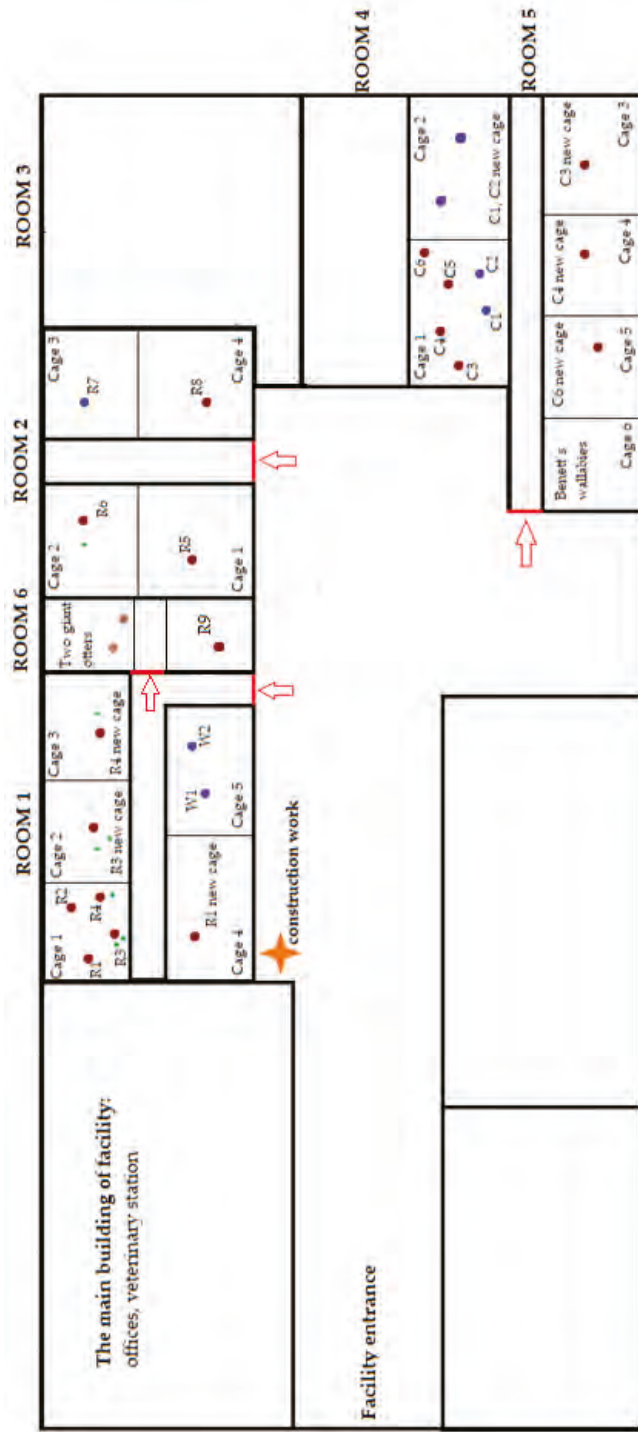 ROOM 1
ROOM 6
ROOM 2
ROOM 3
ROOM 4
ROOM 5
The main building of facility:
offices, veterinary station
Facility entrance
construction work
Cage 1
R1
R2
R3
R4
Cage 2
R3 new cage
Cage 3
R4 new cage
Cage 4
R1 new cage
Cage 5
W1
W2
Two giant
otters
R9
Cage 2
R6
R5
Cage 1
Cage 3
R7
R8
Cage 4
Cage 1
C3
C4
C5
C6
C1
C2
Cage 2
C1, C2 new cage
Benett's
wallabies
Cage 6
C6 new cage
Cage 5
C4 new cage
Cage 4
C3 new cage
Cage 3